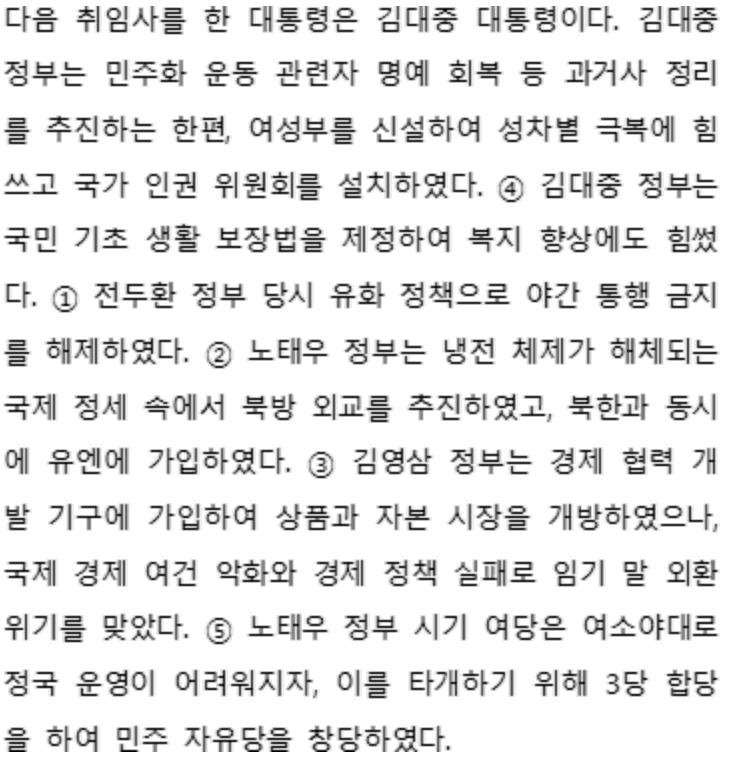 다음 취임사를 한 대통령은 김대중 대통령이다. 김대중
정부는 민주화 운동 관련자 명예 회복 등 과거사 정리
를 추진하는 한편, 여성부를 신설하여 성차별 극복에 힘
쓰고 국가 인권 위원회를 설치하였다. ④ 김대중 정부는
국민 기초 생활 보장법을 제정하여 복지 향상에도 힘썼
다. ① 전두환 정부 당시 유화 정책으로 야간 통행 금지
를 해제하였다. ② 노태우 정부는 냉전 체제가 해체되는
국제 정세 속에서 북방 외교를 추진하였고, 북한과 동시
에 유엔에 가입하였다. ③ 김영삼 정부는 경제 협력 개
발 기구에 가입하여 상품과 자본 시장을 개방하였으나,
국제 경제 여건 악화와 경제 정책 실패로 임기 말 외환
위기를 맞았다. ⑤ 노태우 정부 시기 여당은 여소야대로
정국 운영이 어려워지자, 이를 타개하기 위해 3당 합당
을 하여 민주 자유당을 창당하였다.